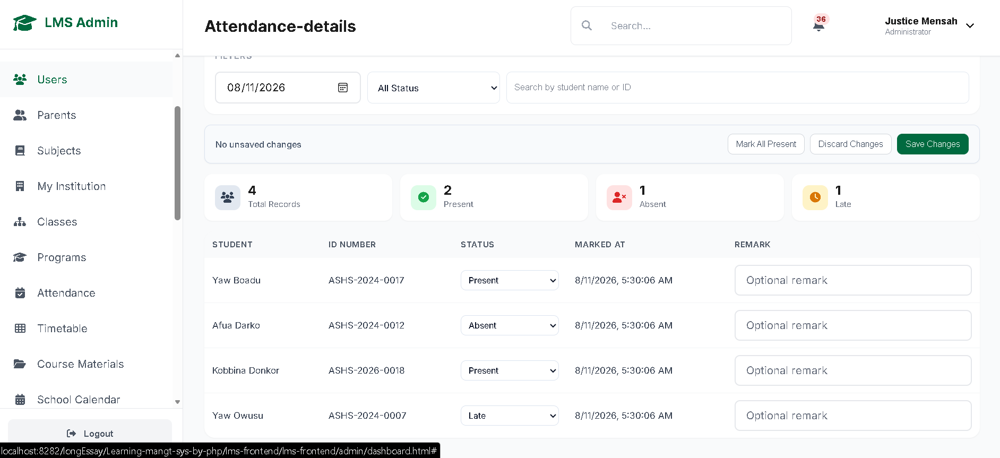 LMS Admin
Attendance-details
Search...
36
Justice Mensah
Administrator
Users
Parents
Subjects
My Institution
Classes
Programs
Attendance
Timetable
Course Materials
School Calendar
Logout
FILTERS
08/11/2026
All Status
Search by student name or ID
No unsaved changes
Mark All Present
Discard Changes
Save Changes
4
Total Records
2
Present
1
Absent
1
Late
STUDENT ID NUMBER STATUS MARKED AT REMARK
Yaw Boadu ASHS-2024-0017 Present 8/11/2026, 5:30:06 AM Optional remark
Afua Darko ASHS-2024-0012 Absent 8/11/2026, 5:30:06 AM Optional remark
Kobbina Donkor ASHS-2026-0018 Present 8/11/2026, 5:30:06 AM Optional remark
Yaw Owusu ASHS-2024-0007 Late 8/11/2026, 5:30:06 AM Optional remark
localhost:8282/longEssay/Learning-mangt-sys-by-php/lms-frontend/lms-frontend/admin/dashboard.html#